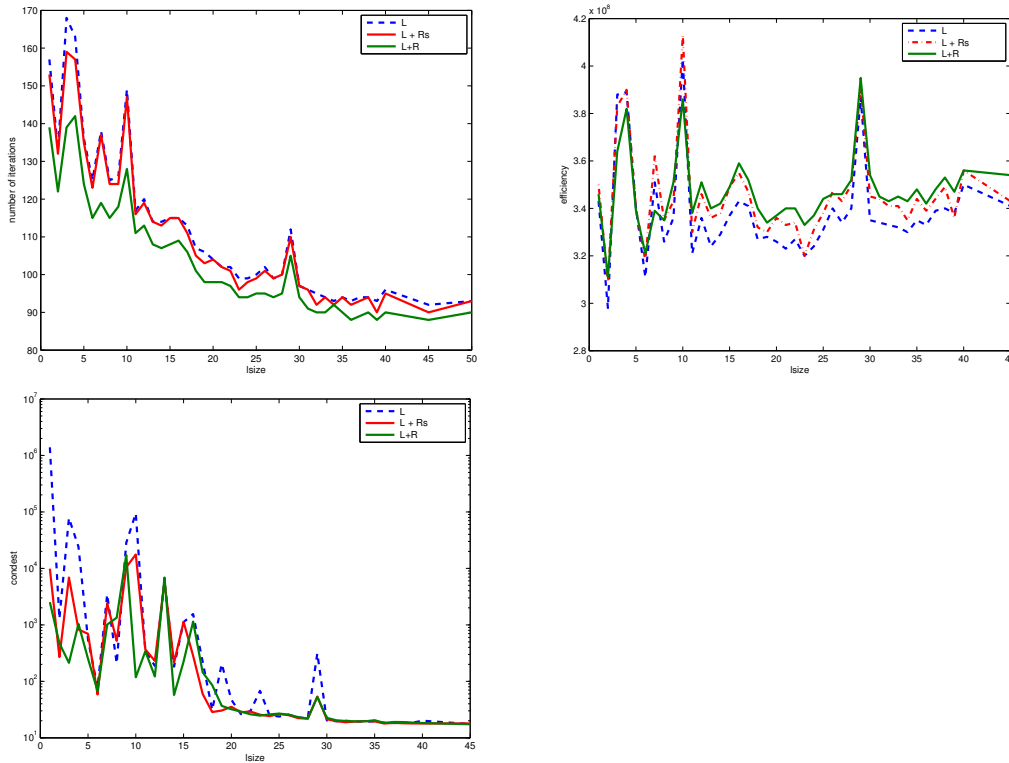 170
160
150
140
130
120
110
100
90
80
number of iterations
0 5 10 15 20 25 30 35 40 45 50
lsize
L
L + Rs
L+R
x 10^8
4.2
4
3.8
3.6
3.4
3.2
3
2.8
efficiency
0 5 10 15 20 25 30 35 40 45
lsize
L
L + Rs
L+R
10^7
10^6
10^5
10^4
10^3
10^2
10^1
condest
0 5 10 15 20 25 30 35 40 45
lsize
L
L + Rs
L+R